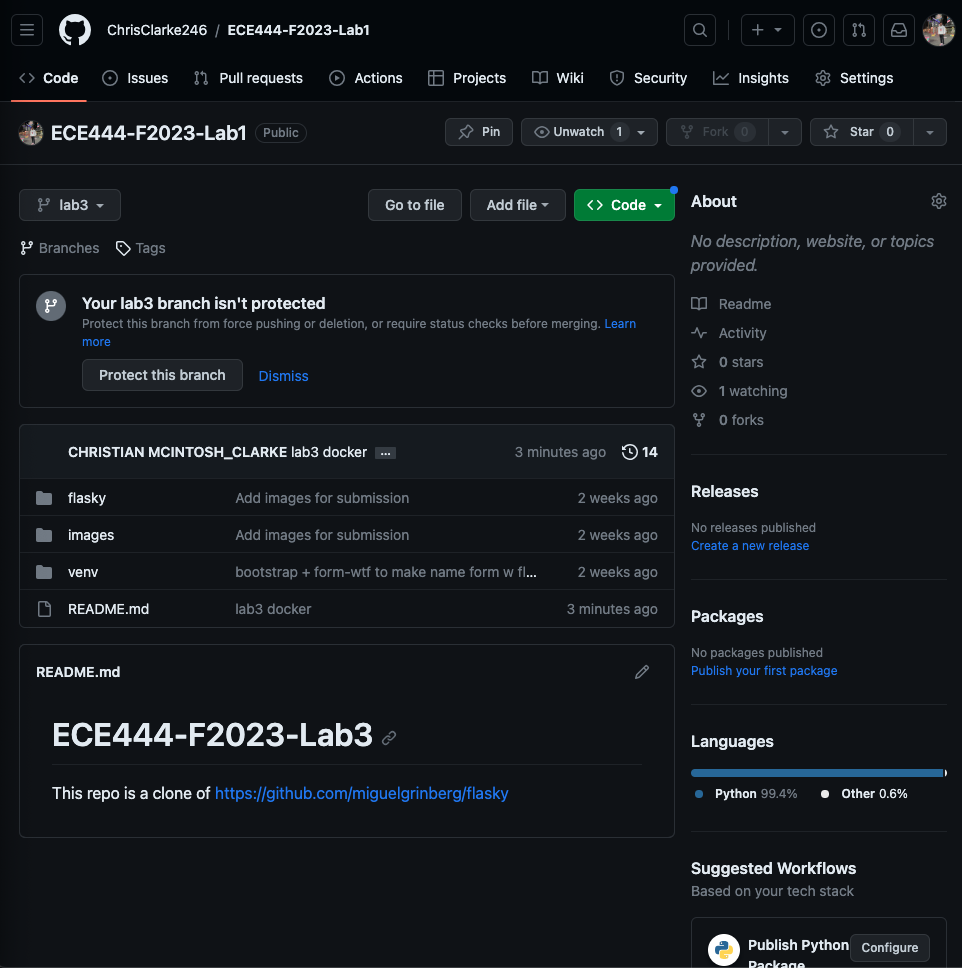 ChrisClarke246 / ECE444-F2023-Lab1
Code Issues Pull requests Actions Projects Wiki Security Insights Settings
ECE444-F2023-Lab1 Public Pin Unwatch 1 Fork 0 Star 0
lab3 Go to file Add file Code
Branches Tags
Your lab3 branch isn't protected
Protect this branch from force pushing or deletion, or require status checks before merging. Learn
more
Protect this branch Dismiss
CHRISTIAN MCINTOSH_CLARKE lab3 docker ... 3 minutes ago 14
flasky Add images for submission 2 weeks ago
images Add images for submission 2 weeks ago
venv bootstrap + form-wtf to make name form w fl... 2 weeks ago
README.md lab3 docker 3 minutes ago
README.md
ECE444-F2023-Lab3
This repo is a clone of https://github.com/miguelgrinberg/flasky
About
No description, website, or topics
provided.
Readme
Activity
0 stars
1 watching
0 forks
Releases
No releases published
Create a new release
Packages
No packages published
Publish your first package
Languages
Python 99.4% Other 0.6%
Suggested Workflows
Based on your tech stack
Publish Python Configure
Package